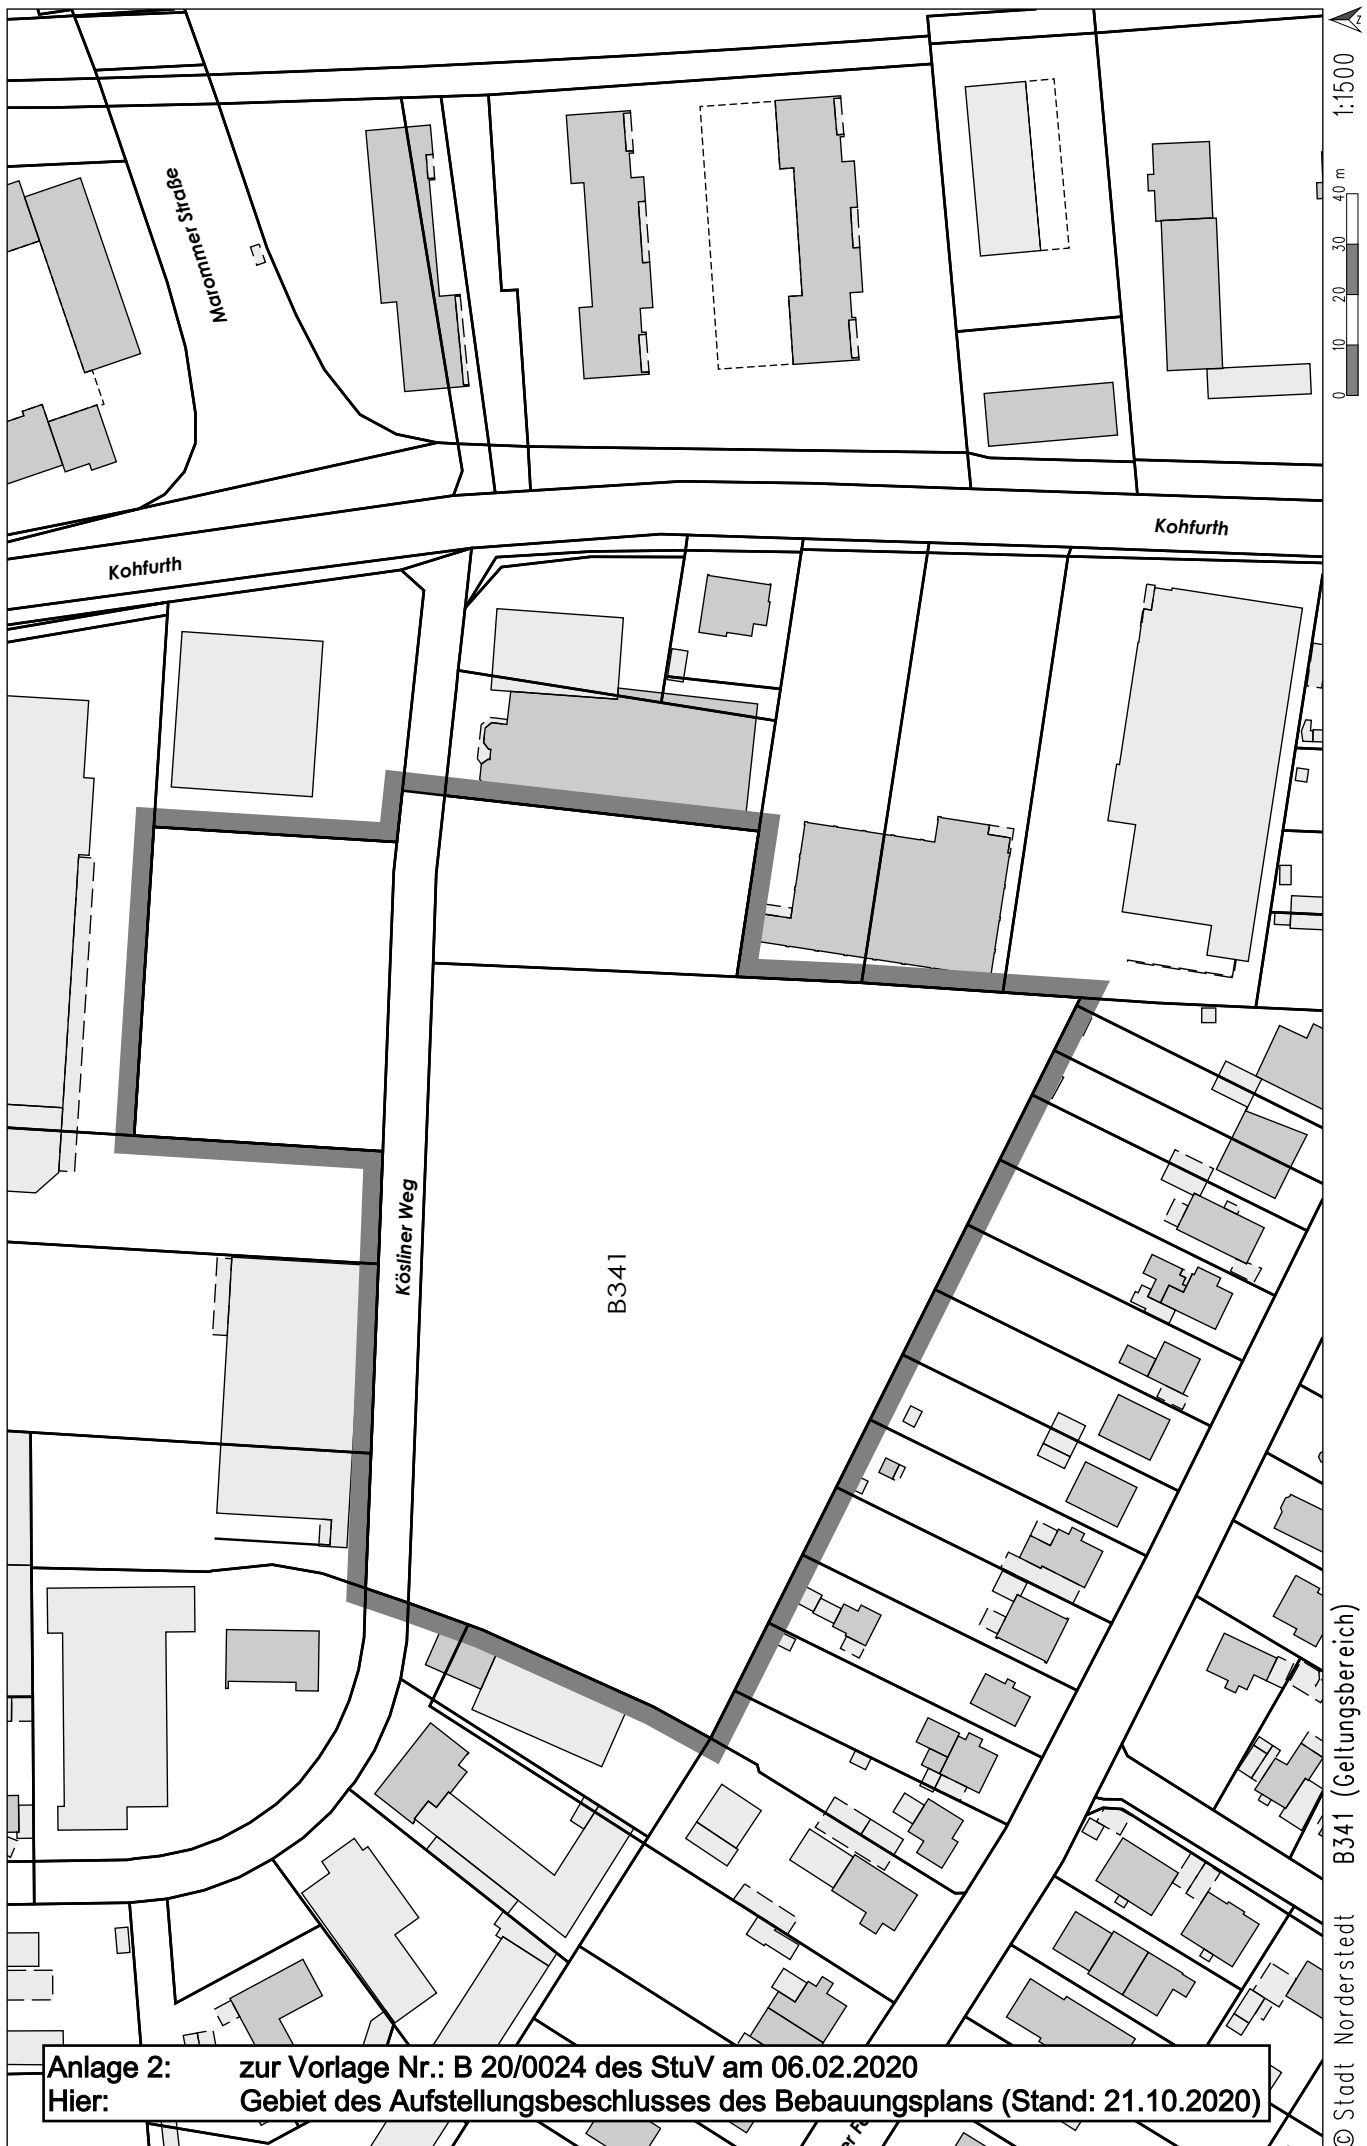 Marommer Straße
Kohfurth
Kohfurth
Kösliner Weg
B341
1:1500
0 10 20 30 40 m
© Stadt Norderstedt B341 (Geltungsbereich)
Anlage 2: zur Vorlage Nr.: B 20/0024 des StuV am 06.02.2020
Hier: Gebiet des Aufstellungsbeschlusses des Bebauungsplans (Stand: 21.10.2020)